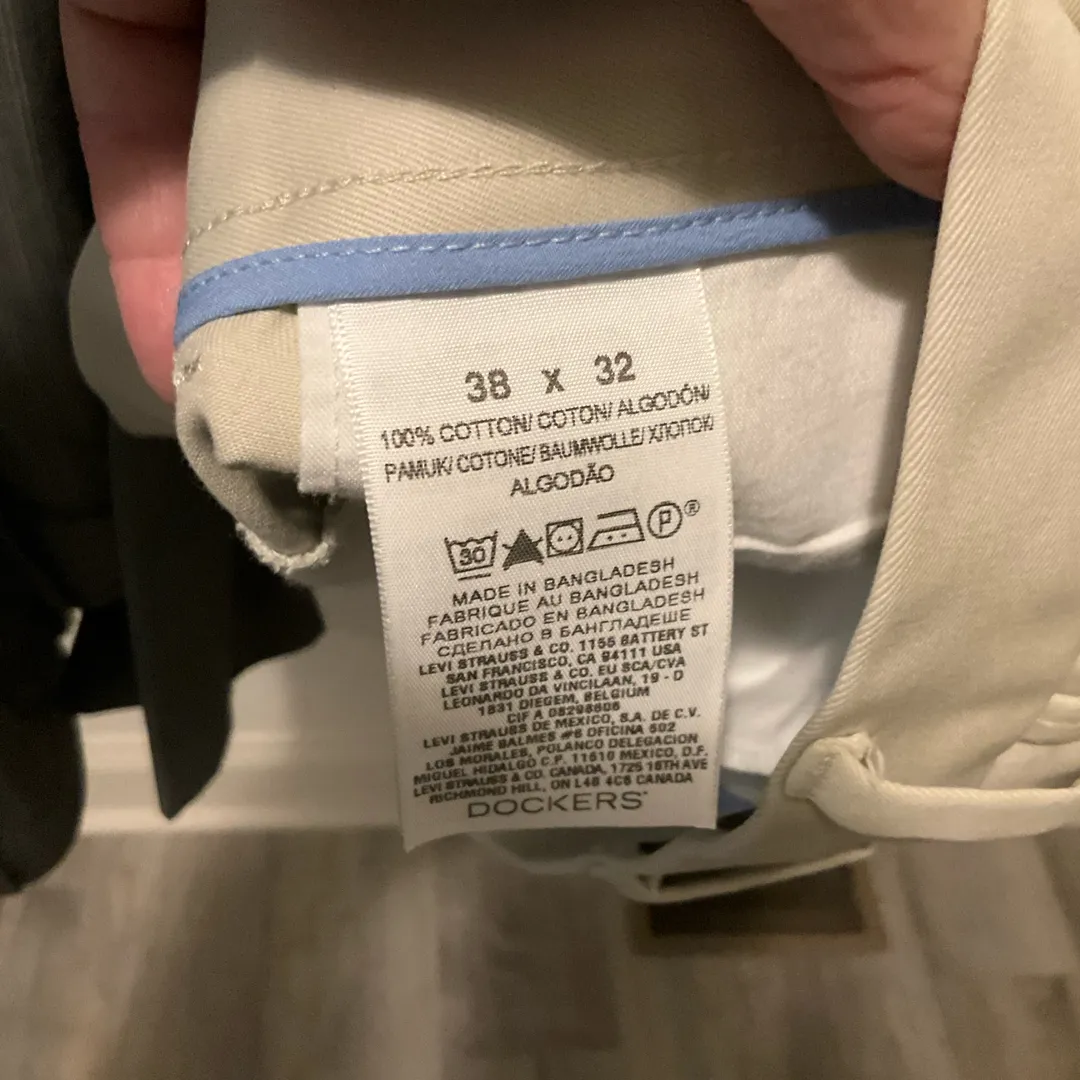 38 x 32
100% COTTON/ COTON/ ALGODÓN/
PAMUK/ COTONE/ BAUMWOLLE/ ХЛОПОК/
ALGODÃO
30 P ®
MADE IN BANGLADESH
FABRIQUE AU BANGLADESH
FABRICADO EN BANGLADESH
СДЕЛАНО В БАНГЛАДЕШЕ
LEVI STRAUSS & CO. 1155 BATTERY ST
SAN FRANCISCO, CA 94111 USA
LEVI STRAUSS & CO. EU SCA/CVA
LEONARDO DA VINCILAAN, 19 - D
1831 DIEGEM, BELGIUM
CIF A 08298606
LEVI STRAUSS DE MEXICO, S.A. DE C.V.
JAIME BALMES #8 OFICINA 602
LOS MORALES, POLANCO DELEGACION
MIGUEL HIDALGO C.P. 11510 MEXICO, D.F.
LEVI STRAUSS & CO. CANADA, 1725 16TH AVE
RICHMOND HILL, ON L4B 4C6 CANADA
DOCKERS